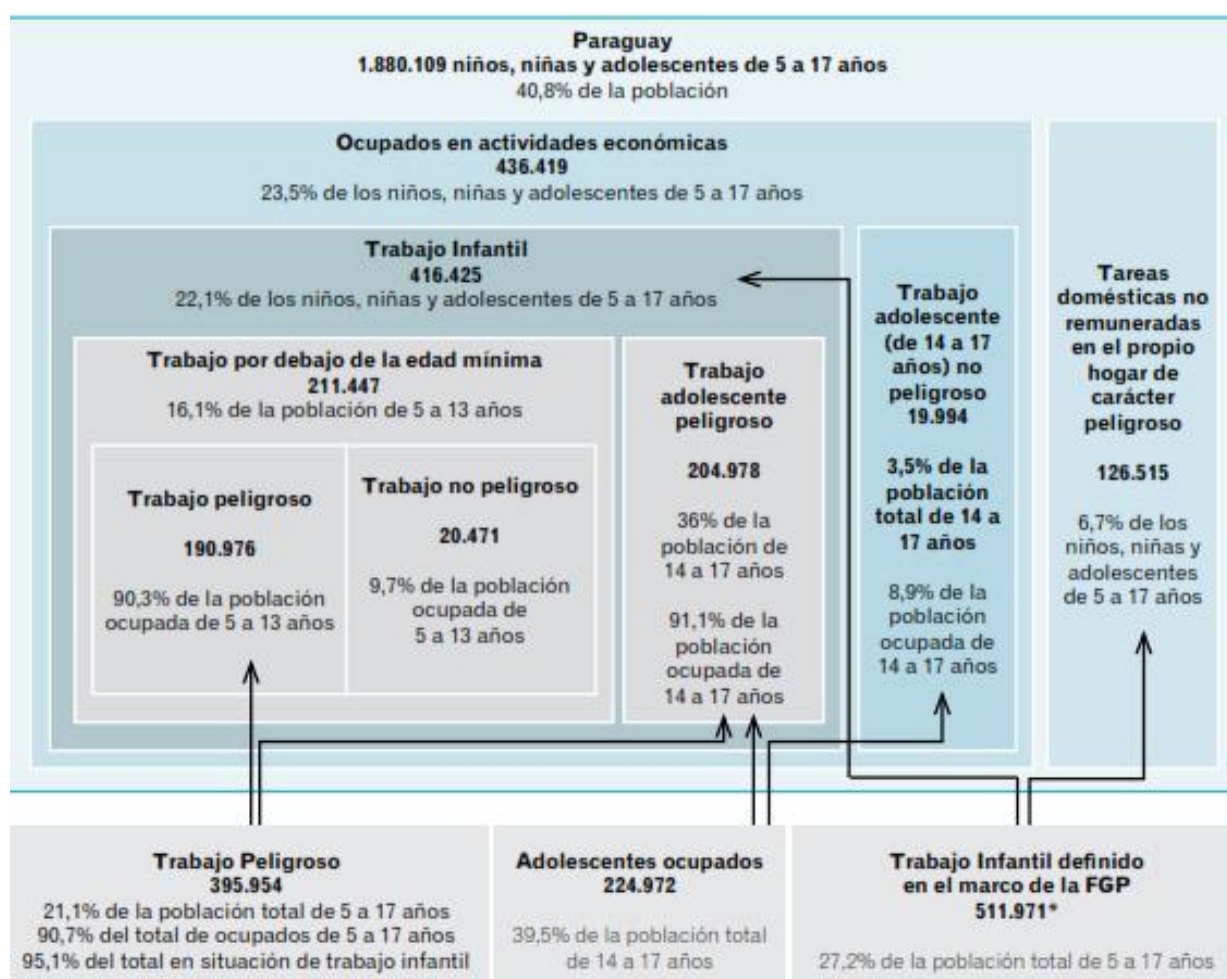 Paraguay
1.880.109 niños, niñas y adolescentes de 5 a 17 años
40,8% de la población
Ocupados en actividades económicas
436.419
23,5% de los niños, niñas y adolescentes de 5 a 17 años
Trabajo Infantil
416.425
22,1% de los niños, niñas y adolescentes de 5 a 17 años
Trabajo por debajo de la edad mínima
211.447
16,1% de la población de 5 a 13 años
Trabajo peligroso
190.976
90,3% de la población
ocupada de 5 a 13 años
Trabajo no peligroso
20.471
9,7% de la población
ocupada de
5 a 13 años
Trabajo
adolescente
peligroso
204.978
36% de la
población de
14 a 17 años
91,1% de la
población
ocupada de
14 a 17 años
Trabajo
adolescente
(de 14 a 17
años) no
peligroso
19.994
3,5% de la
población
total de 14 a
17 años
8,9% de la
población
ocupada de
14 a 17 años
Tareas
domésticas no
remuneradas
en el propio
hogar de
carácter
peligroso
126.515
6,7% de los
niños, niñas y
adolescentes
de 5 a 17 años
Trabajo Peligroso
395.954
21,1% de la población total de 5 a 17 años
90,7% del total de ocupados de 5 a 17 años
95,1% del total en situación de trabajo infantil
Adolescentes ocupados
224.972
39,5% de la población total
de 14 a 17 años
Trabajo Infantil definido
en el marco de la FGP
511.971*
27,2% de la población total de 5 a 17 años